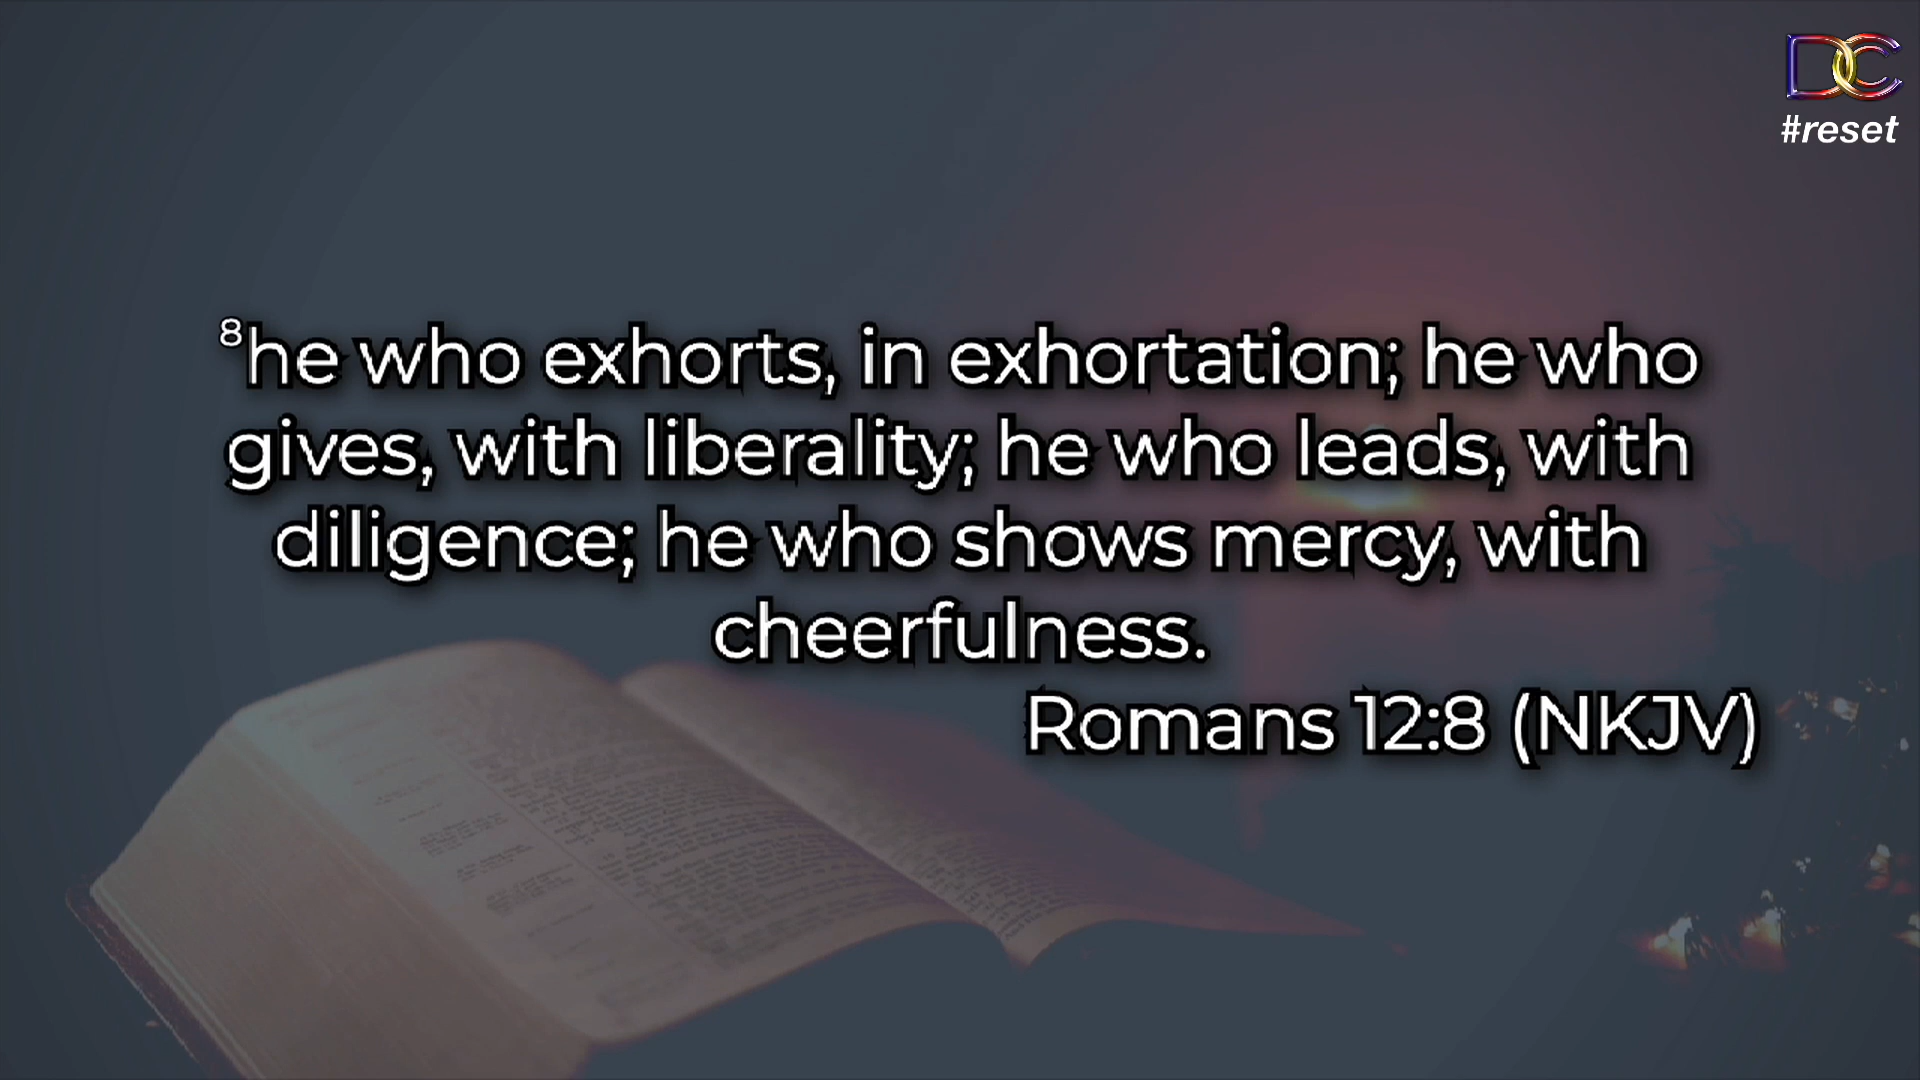 DC
#reset
⁸he who exhorts, in exhortation; he who
gives, with liberality; he who leads, with
diligence; he who shows mercy, with
cheerfulness.
Romans 12:8 (NKJV)